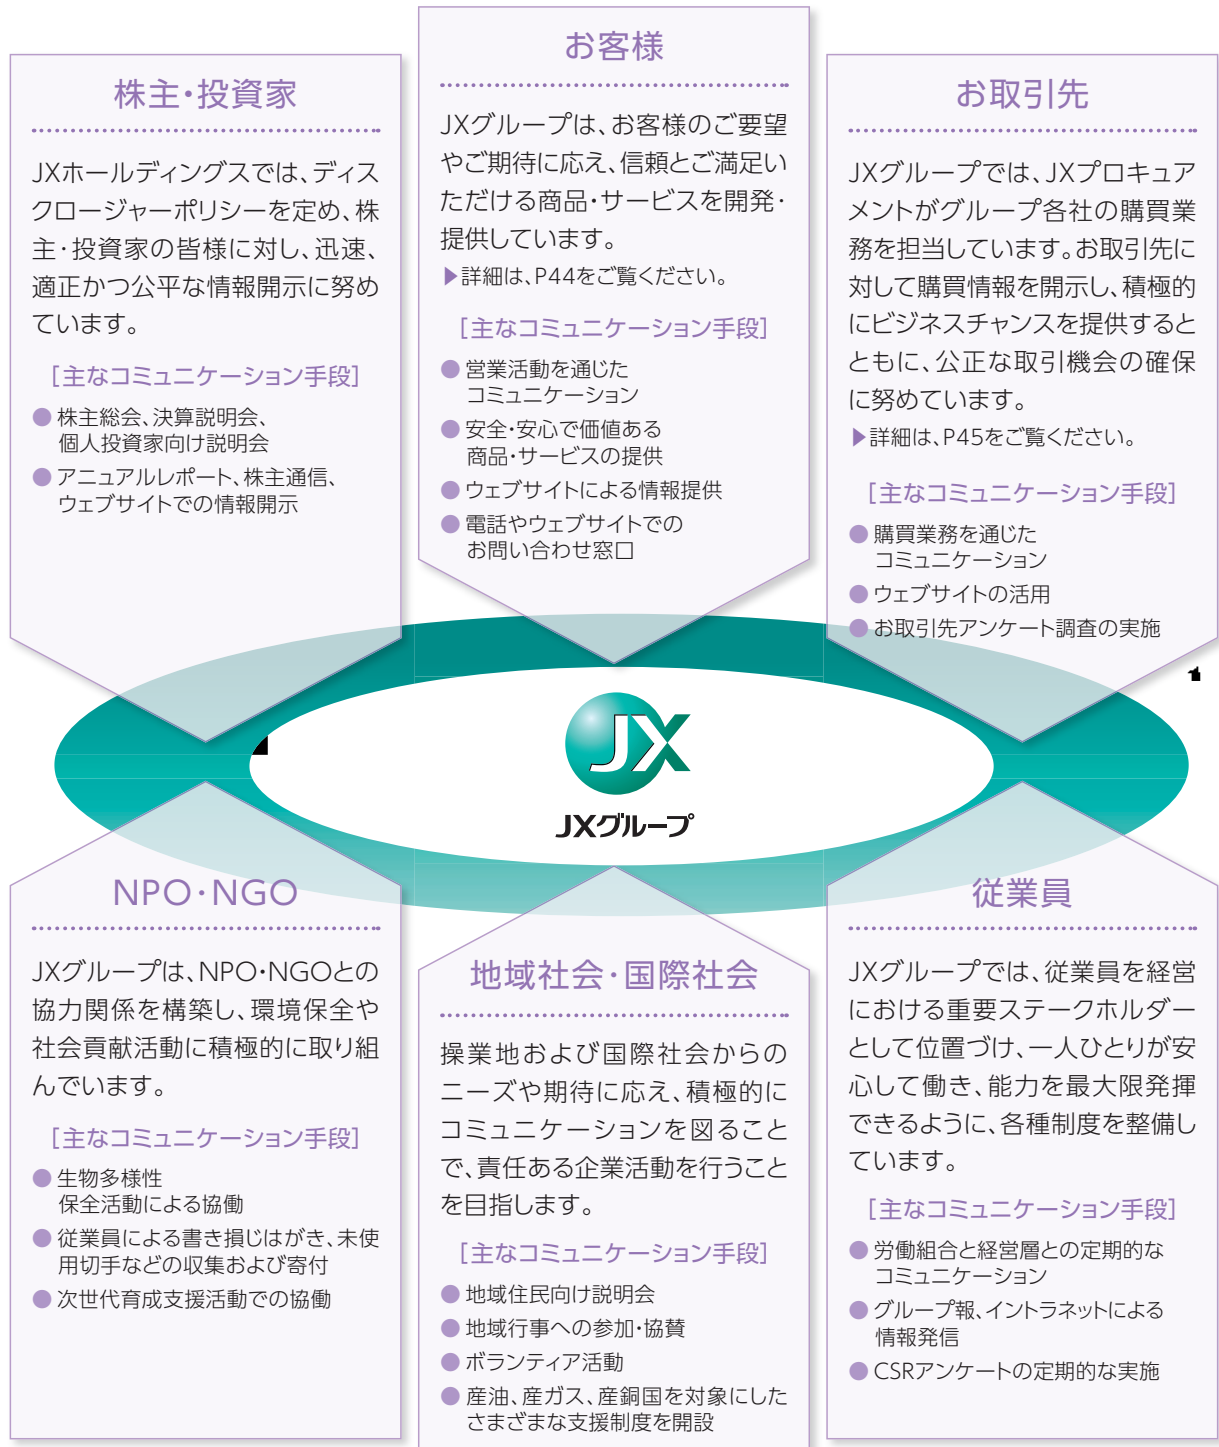 株主・投資家
JXホールディングスでは、ディス
クロージャーポリシーを定め、株
主・投資家の皆様に対し、迅速、
適正かつ公平な情報開示に努め
ています。
［主なコミュニケーション手段］
● 株主総会、決算説明会、
個人投資家向け説明会
● アニュアルレポート、株主通信、
ウェブサイトでの情報開示
お客様
JXグループは、お客様のご要望
やご期待に応え、信頼とご満足い
ただける商品・サービスを開発・
提供しています。
▶詳細は、P44をご覧ください。
［主なコミュニケーション手段］
● 営業活動を通じた
コミュニケーション
● 安全・安心で価値ある
商品・サービスの提供
● ウェブサイトによる情報提供
● 電話やウェブサイトでの
お問い合わせ窓口
お取引先
JXグループでは、JXプロキュア
メントがグループ各社の購買業
務を担当しています。お取引先に
対して購買情報を開示し、積極的
にビジネスチャンスを提供すると
ともに、公正な取引機会の確保
に努めています。
▶詳細は、P45をご覧ください。
［主なコミュニケーション手段］
● 購買業務を通じた
コミュニケーション
● ウェブサイトの活用
● お取引先アンケート調査の実施
JX
JXグループ
NPO・NGO
JXグループは、NPO・NGOとの
協力関係を構築し、環境保全や
社会貢献活動に積極的に取り組
んでいます。
［主なコミュニケーション手段］
● 生物多様性
保全活動による協働
● 従業員による書き損じはがき、未使
用切手などの収集および寄付
● 次世代育成支援活動での協働
地域社会・国際社会
操業地および国際社会からの
ニーズや期待に応え、積極的に
コミュニケーションを図ること
で、責任ある企業活動を行うこと
を目指します。
［主なコミュニケーション手段］
● 地域住民向け説明会
● 地域行事への参加・協賛
● ボランティア活動
● 産油、産ガス、産銅国を対象にした
さまざまな支援制度を開設
従業員
JXグループでは、従業員を経営
における重要ステークホルダー
として位置づけ、一人ひとりが安
心して働き、能力を最大限発揮
できるように、各種制度を整備し
ています。
［主なコミュニケーション手段］
● 労働組合と経営層との定期的な
コミュニケーション
● グループ報、イントラネットによる
情報発信
● CSRアンケートの定期的な実施